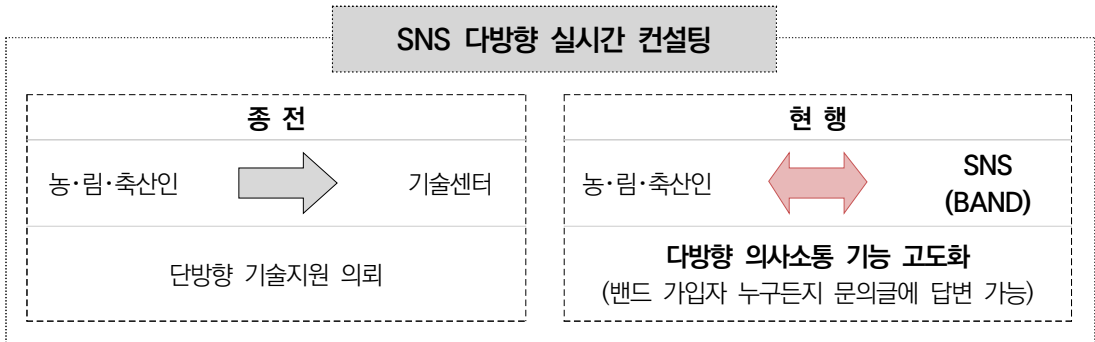 SNS 다방향 실시간 컨설팅
종 전
농·림·축산인
기술센터
단방향 기술지원 의뢰
현 행
농·림·축산인
SNS
(BAND)
다방향 의사소통 기능 고도화
(밴드 가입자 누구든지 문의글에 답변 가능)